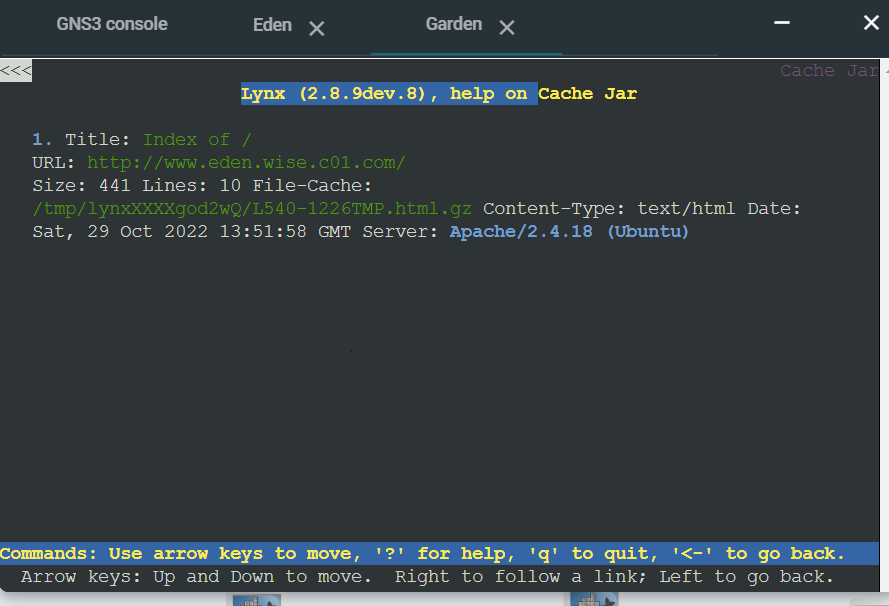 GNS3 console Eden Garden
<<< Cache Jar
Lynx (2.8.9dev.8), help on Cache Jar
1. Title: Index of /
URL: http://www.eden.wise.c01.com/
Size: 441 Lines: 10 File-Cache:
/tmp/lynxXXXXgod2wQ/L540-1226TMP.html.gz Content-Type: text/html Date:
Sat, 29 Oct 2022 13:51:58 GMT Server: Apache/2.4.18 (Ubuntu)
Commands: Use arrow keys to move, '?' for help, 'q' to quit, '<-' to go back.
Arrow keys: Up and Down to move. Right to follow a link; Left to go back.